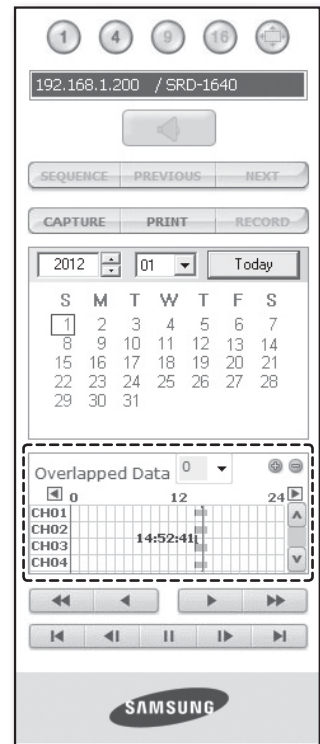 1 4 9 16
192.168.1.200 / SRD-1640
SEQUENCE PREVIOUS NEXT
CAPTURE PRINT RECORD
2012 01 Today
S M T W T F S
1 2 3 4 5 6 7
8 9 10 11 12 13 14
15 16 17 18 19 20 21
22 23 24 25 26 27 28
29 30 31
Overlapped Data 0
0 12 24
CH01
CH02
14:52:41
CH03
CH04
SAMSUNG